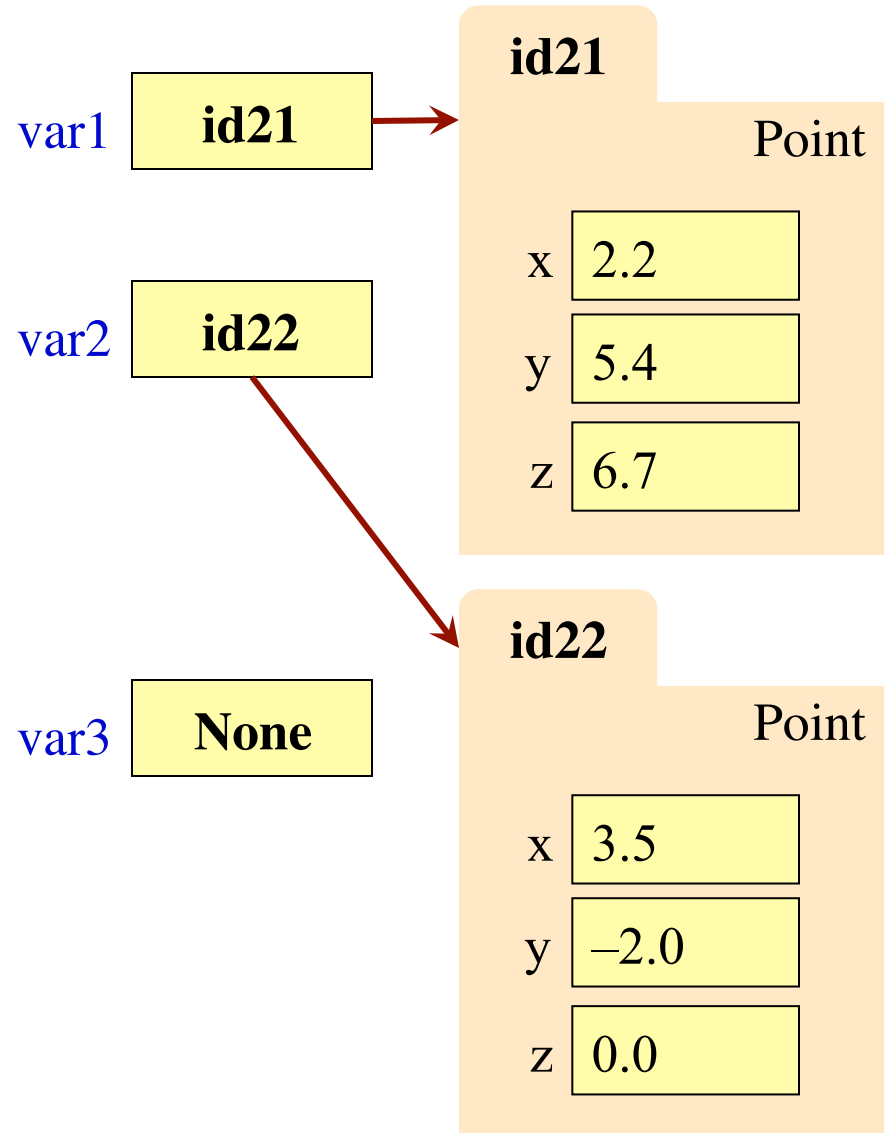 var1
id21
var2
id22
var3
None
id21
Point
x 2.2
y 5.4
z 6.7
id22
Point
x 3.5
y –2.0
z 0.0